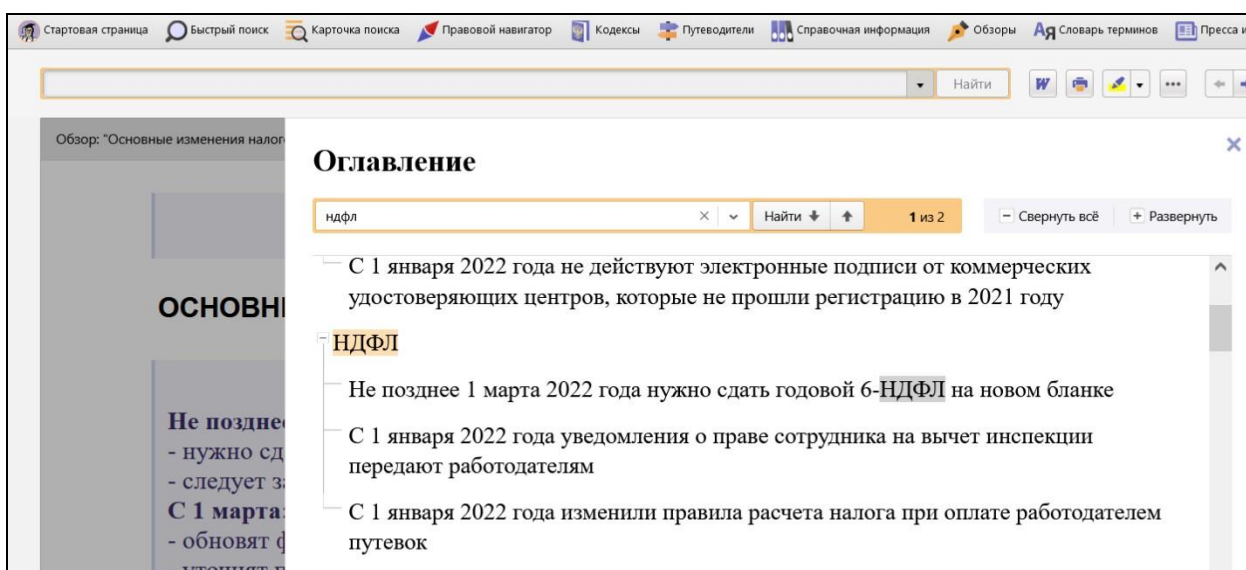 Стартовая страница Быстрый поиск Карточка поиска Правовой навигатор Кодексы Путеводители Справочная информация Обзоры Словарь терминов Пресса и
Найти
Обзор: "Основные изменения налог
Оглавление
ндфл Найти 1 из 2 Свернуть всё Развернуть
С 1 января 2022 года не действуют электронные подписи от коммерческих
удостоверяющих центров, которые не прошли регистрацию в 2021 году
НДФЛ
Не позднее 1 марта 2022 года нужно сдать годовой 6-НДФЛ на новом бланке
С 1 января 2022 года уведомления о праве сотрудника на вычет инспекции
передают работодателям
С 1 января 2022 года изменили правила расчета налога при оплате работодателем
путевок
ОСНОВН
Не позднес
- нужно сд
- следует з
С 1 марта:
- обновят ф